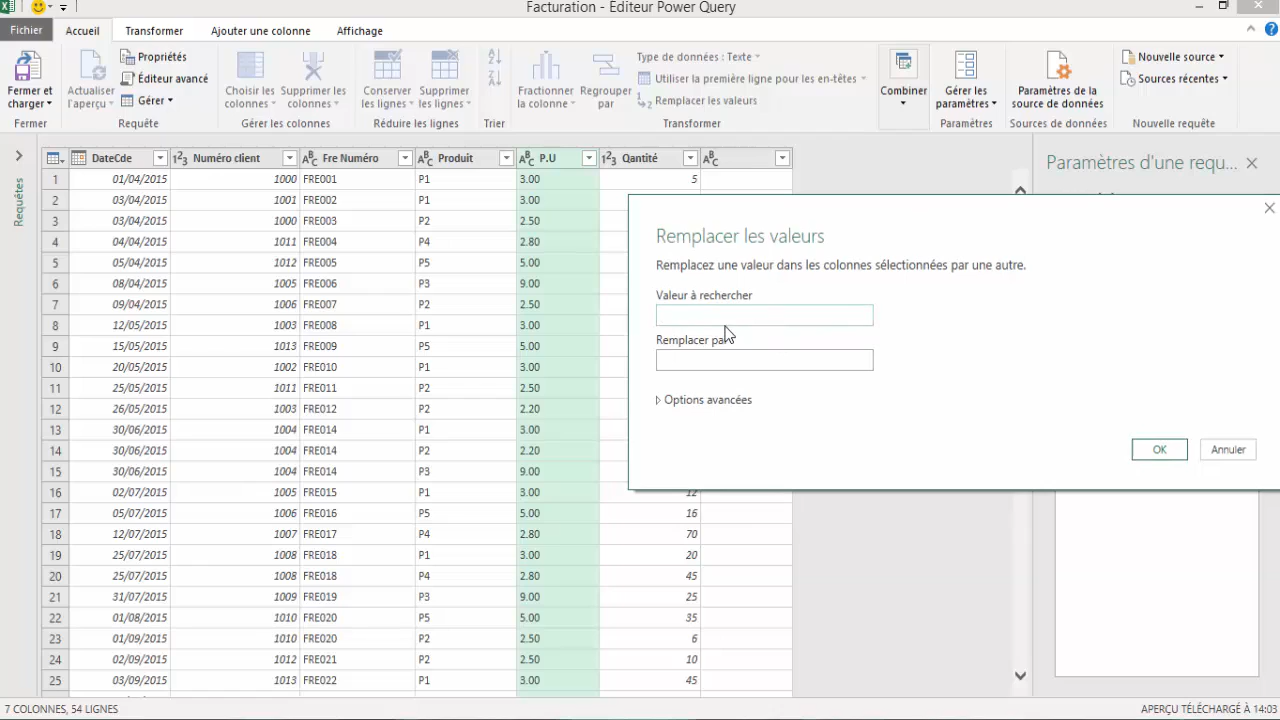 Facturation - Editeur Power Query
Fichier
Accueil
Transformer
Ajouter une colonne
Affichage
Fermer et charger
Actualiser l'aperçu
Propriétés
Éditeur avancé
Gérer
Choisir les colonnes
Supprimer les colonnes
Conserver les lignes
Supprimer les lignes
Fractionner la colonne
Regrouper par
Type de données : Texte
Utiliser la première ligne pour les en-têtes
Remplacer les valeurs
Combiner
Gérer les paramètres
Paramètres de la source de données
Nouvelle source
Sources récentes
Fermer
Requête
Gérer les colonnes
Réduire les lignes
Trier
Transformer
Paramètres
Sources de données
Nouvelle requête
Requêtes
DateCde 123 Numéro client ABC Fre Numéro ABC Produit ABC P.U 123 Qantité ABC
1 01/04/2015 1000 FRE001 P1 3.00 5
2 03/04/2015 1001 FRE002 P1 3.00
3 03/04/2015 1000 FRE003 P2 2.50
4 04/04/2015 1011 FRE004 P4 2.80
5 05/04/2015 1012 FRE005 P5 5.00
6 08/04/2015 1005 FRE006 P3 9.00
7 09/04/2015 1006 FRE007 P2 2.50
8 12/05/2015 1003 FRE008 P1 3.00
9 15/05/2015 1013 FRE009 P5 5.00
10 20/05/2015 1002 FRE010 P1 3.00
11 25/05/2015 1011 FRE011 P2 2.50
12 26/05/2015 1003 FRE012 P2 2.20
13 30/06/2015 1004 FRE014 P1 3.00
14 30/06/2015 1004 FRE014 P2 2.20
15 30/06/2015 1004 FRE014 P3 9.00
16 02/07/2015 1005 FRE015 P1 3.00 12
17 05/07/2015 1006 FRE016 P5 5.00 16
18 12/07/2015 1007 FRE017 P4 2.80 70
19 25/07/2015 1008 FRE018 P1 3.00 20
20 25/07/2015 1008 FRE018 P4 2.80 45
21 31/07/2015 1009 FRE019 P3 9.00 25
22 01/08/2015 1010 FRE020 P5 5.00 35
23 01/09/2015 1010 FRE020 P2 2.50 6
24 02/09/2015 1012 FRE021 P2 2.50 10
25 03/09/2015 1013 FRE022 P1 3.00 45
Paramètres d'une requ...
Remplacer les valeurs
Remplacez une valeur dans les colonnes sélectionnées par une autre.
Valeur à rechercher
Remplacer pa
Options avancées
OK
Annuler
7 COLONNES, 54 LIGNES
APERÇU TÉLÉCHARGÉ À 14:03